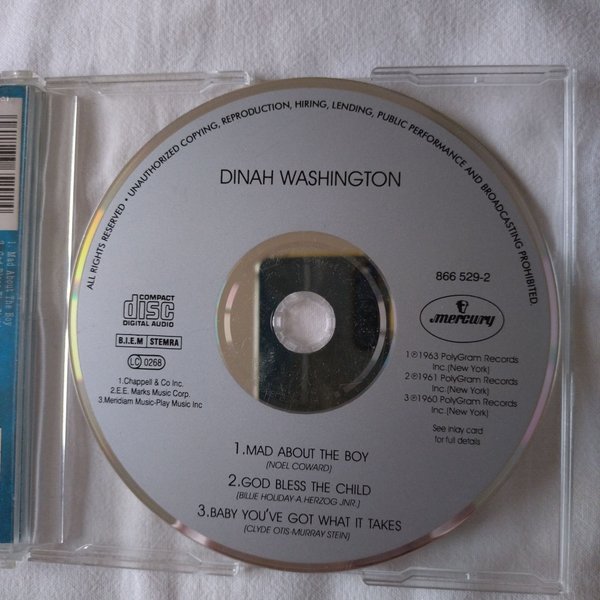 ALL RIGHTS RESERVED • UNAUTHORIZED COPYING, REPRODUCTION, HIRING, LENDING, PUBLIC PERFORMANCE AND BROADCASTING PROHIBITED.
DINAH WASHINGTON
866 529-2
COMPACT
disc
DIGITAL AUDIO
mercury
B.I.E.M STEMRA
LC 0268
1.Chappell & Co Inc.
2.E.E. Marks Music Corp.
3.Meridiam Music-Play Music Inc
1 ℗1963 PolyGram Records
Inc.(New York)
2 ℗1961 PolyGram Records
Inc.(New York)
3 ℗1960 PolyGram Records
Inc.(New York)
See inlay card
for full details
1.MAD ABOUT THE BOY
(NOEL COWARD)
2.GOD BLESS THE CHILD
(BILLIE HOLIDAY-A.HERZOG JNR.)
3.BABY YOU'VE GOT WHAT IT TAKES
(CLYDE OTIS-MURRAY STEIN)
1. Mad About The Boy